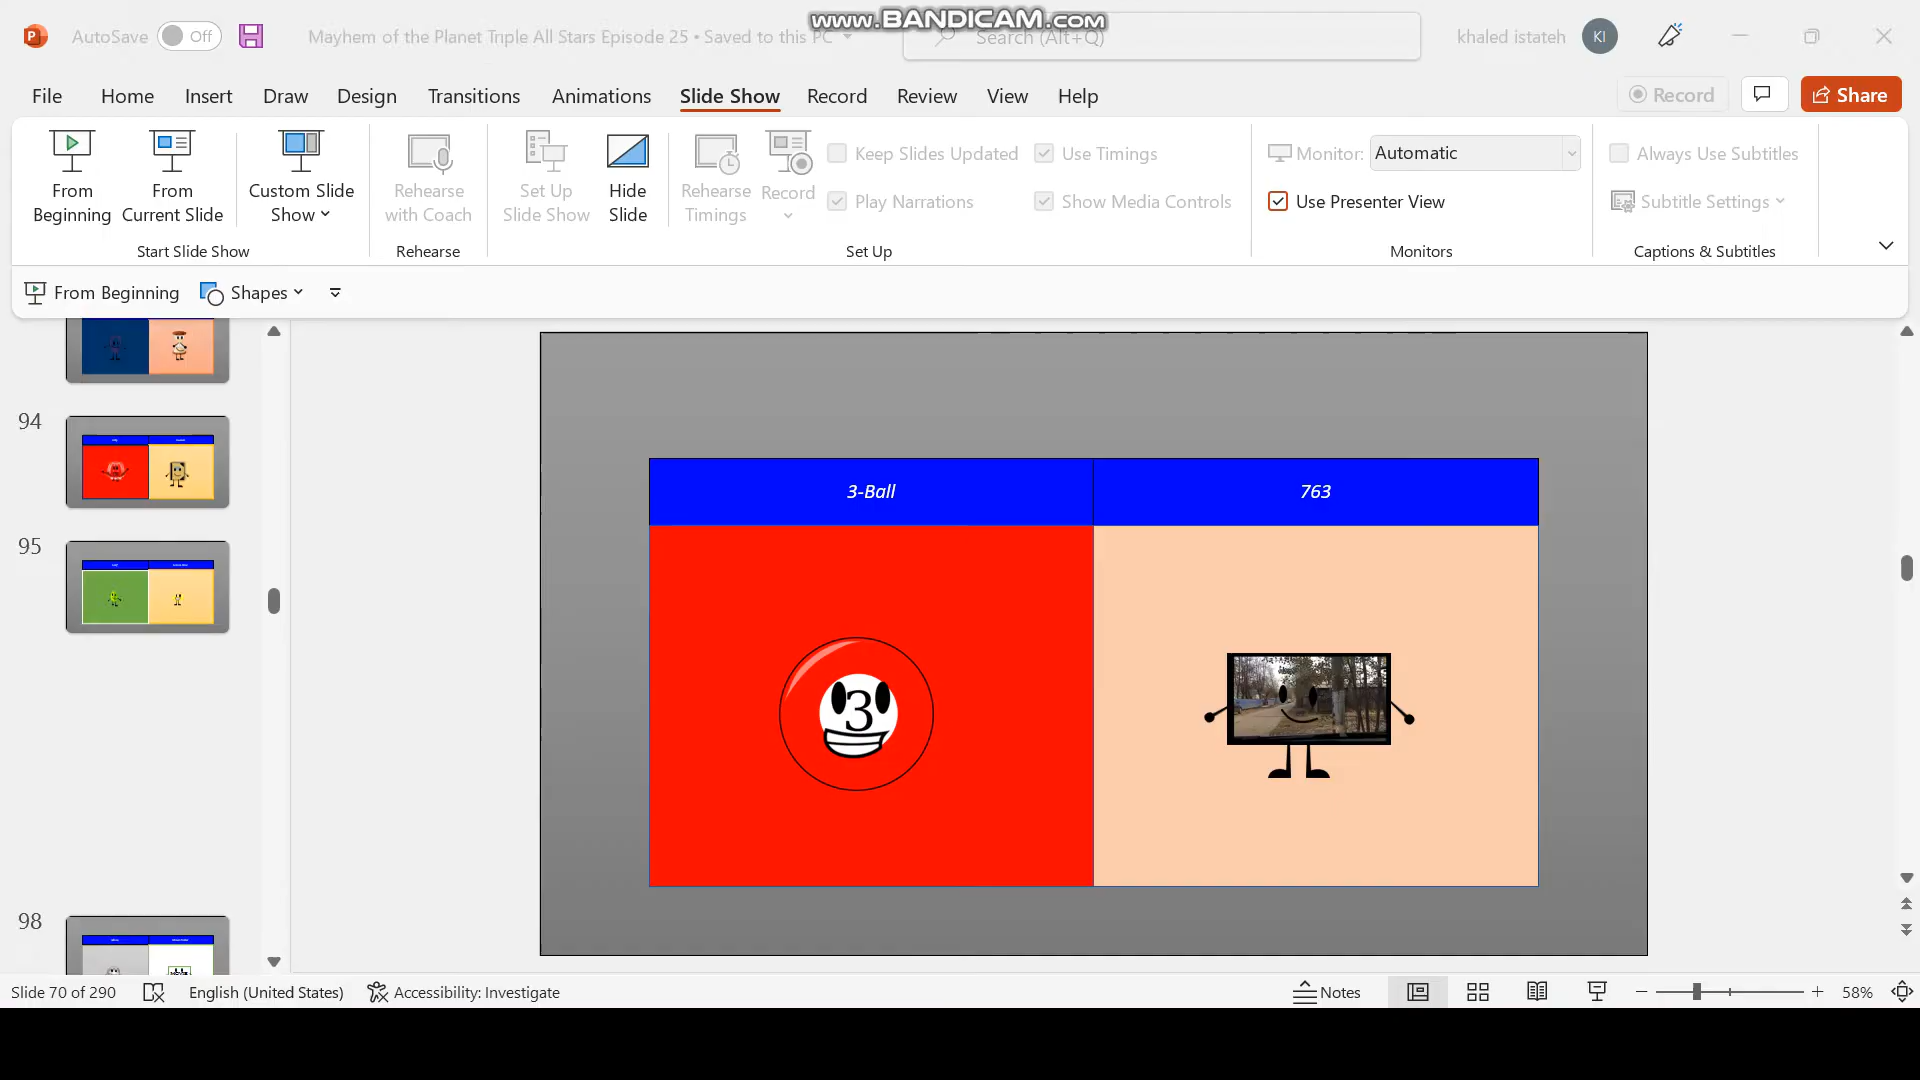 www.BANDICAM.com
AutoSave Off Mayhem of the Planet Triple All Stars Episode 25 • Saved to this PC Search (Alt+Q) khaled istateh KI
File Home Insert Draw Design Transitions Animations Slide Show Record Review View Help Record Share
From Beginning
From Current Slide
Custom Slide Show
Rehearse with Coach
Set Up Slide Show
Hide Slide
Rehearse Timings
Record
Keep Slides Updated
Play Narrations
Use Timings
Show Media Controls
Monitor: Automatic
Use Presenter View
Always Use Subtitles
Subtitle Settings
Start Slide Show Rehearse Set Up Monitors Captions & Subtitles
From Beginning Shapes
94
95
98
3-Ball 763
3
Slide 70 of 290 English (United States) Accessibility: Investigate Notes 58%